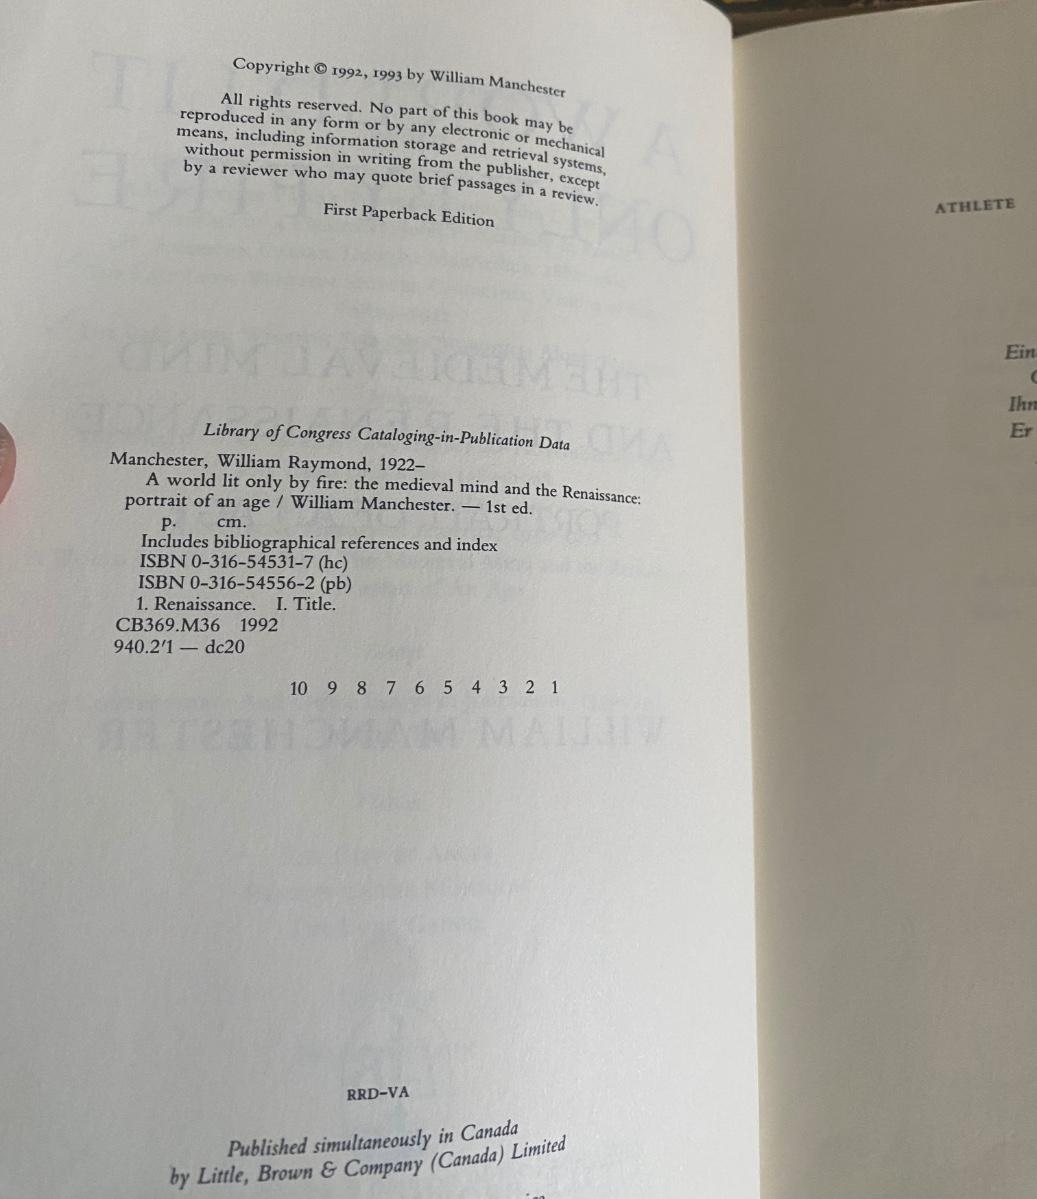 Copyright © 1992, 1993 by William Manchester
All rights reserved. No part of this book may be
reproduced in any form or by any electronic or mechanical
means, including information storage and retrieval systems,
without permission in writing from the publisher, except
by a reviewer who may quote brief passages in a review.
First Paperback Edition
Library of Congress Cataloging-in-Publication Data
Manchester, William Raymond, 1922–
A world lit only by fire: the medieval mind and the Renaissance:
portrait of an age / William Manchester. — 1st ed.
p. cm.
Includes bibliographical references and index
ISBN 0-316-54531-7 (hc)
ISBN 0-316-54556-2 (pb)
1. Renaissance. I. Title.
CB369.M36 1992
940.2′1 — dc20
10 9 8 7 6 5 4 3 2 1
RRD-VA
Published simultaneously in Canada
by Little, Brown & Company (Canada) Limited
ATHLETE
Ein
Ihn
Er